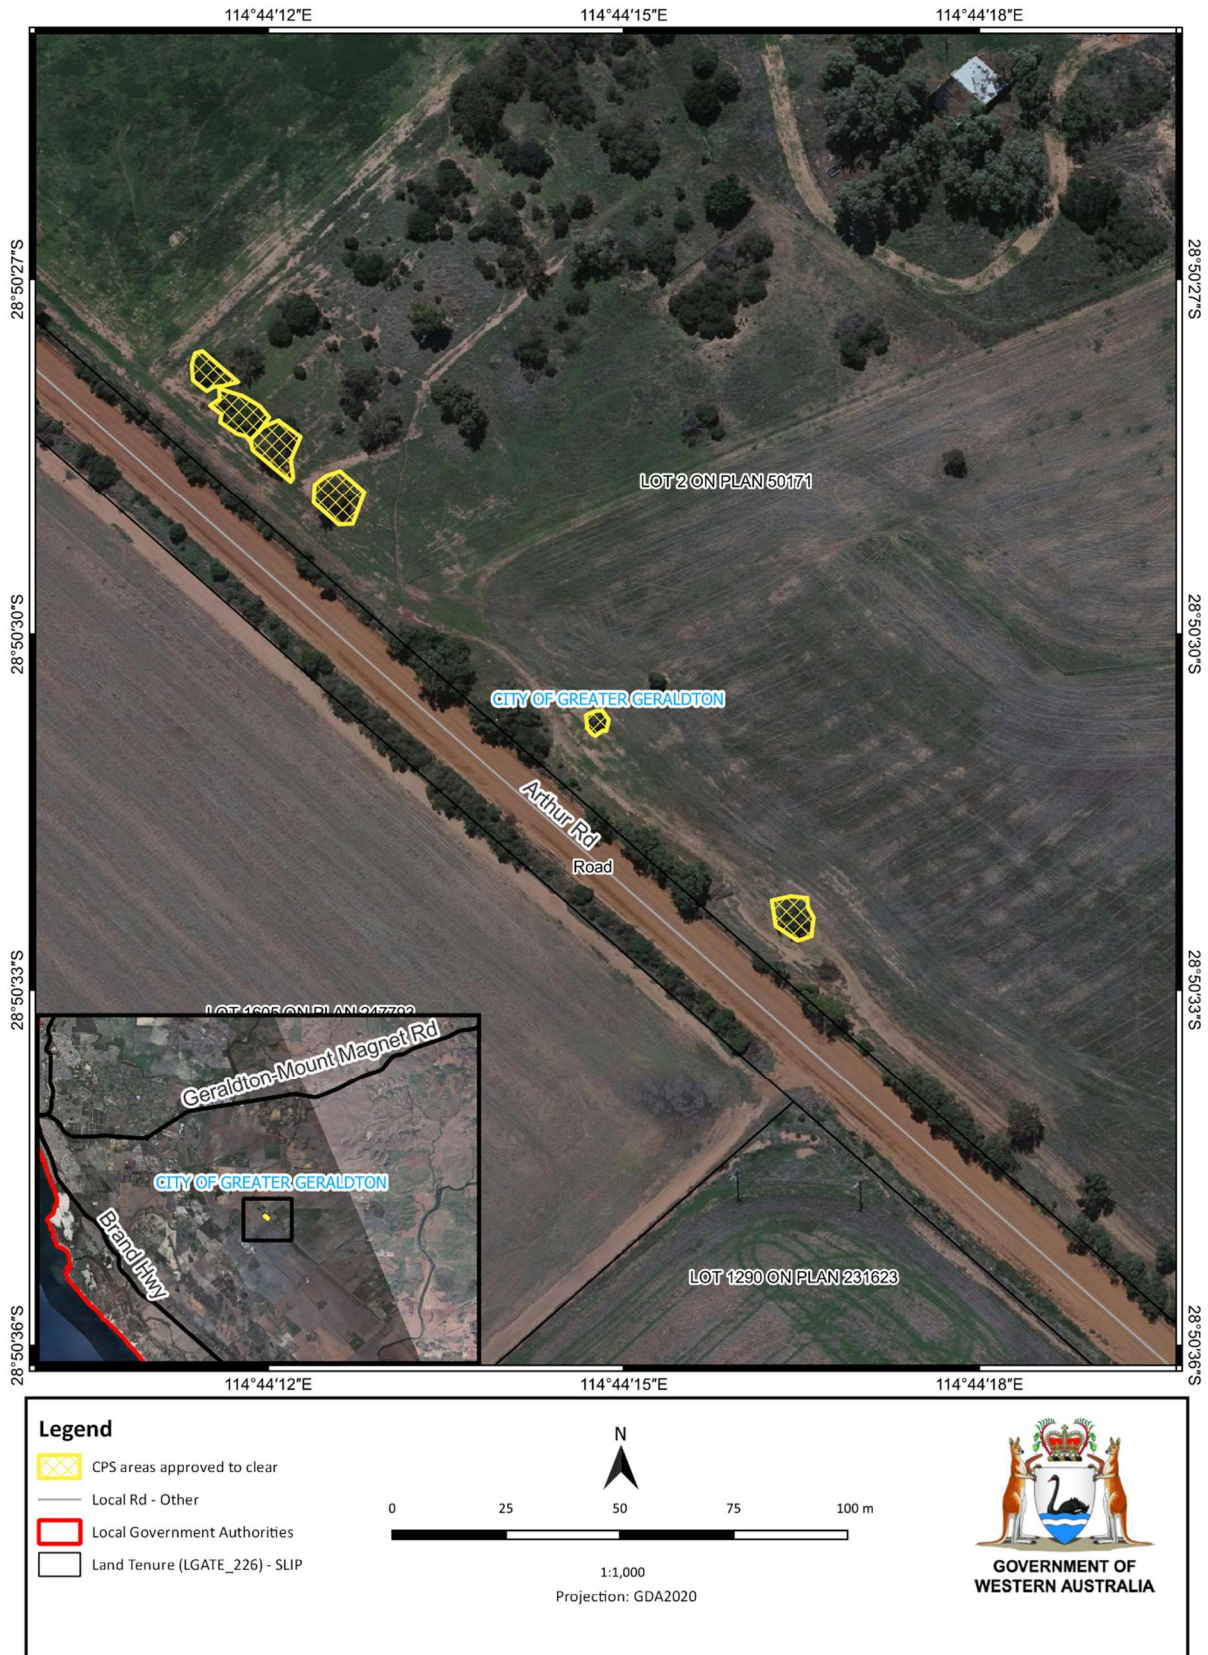 114°44'12"E 114°44'15"E 114°44'18"E
28°50'27"S 28°50'27"S
LOT 2 ON PLAN 50171
28°50'30"S 28°50'30"S
CITY OF GREATER GERALDTON
Arthur Rd
Road
28°50'33"S 28°50'33"S
LOT 1605 ON PLAN 247793
Geraldton-Mount Magnet Rd
CITY OF GREATER GERALDTON
Brand Hwy
LOT 1290 ON PLAN 231623
28°50'36"S 28°50'36"S
114°44'12"E 114°44'15"E 114°44'18"E
Legend
CPS areas approved to clear
Local Rd - Other
Local Government Authorities
Land Tenure (LGATE_226) - SLIP
N
0 25 50 75 100 m
1:1,000
Projection: GDA2020
GOVERNMENT OF
WESTERN AUSTRALIA